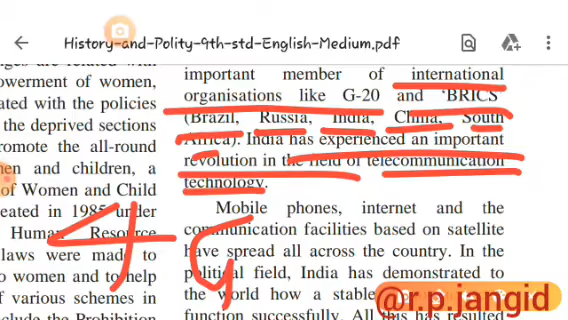 History-and-Polity-9th-std-English-Medium.pdf
ges are related with
owerment of women,
ated with the policies
the deprived sections
romote the all-round
men and children, a
of Women and Child
eated in 1985 under
Human Resource
laws were made to
o women and to help
f various schemes in
clude the Prohibition
important member of international
organisations like G-20 and 'BRICS'
(Brazil, Russia, India, China, South
Africa). India has experienced an important
revolution in the field of telecommunication
technology.
Mobile phones, internet and the
communication facilities based on satellite
have spread all across the country. In the
political field, India has demonstrated to
the world how a stable
function successfully. All this has resulted
4 G
@r.p.jangid